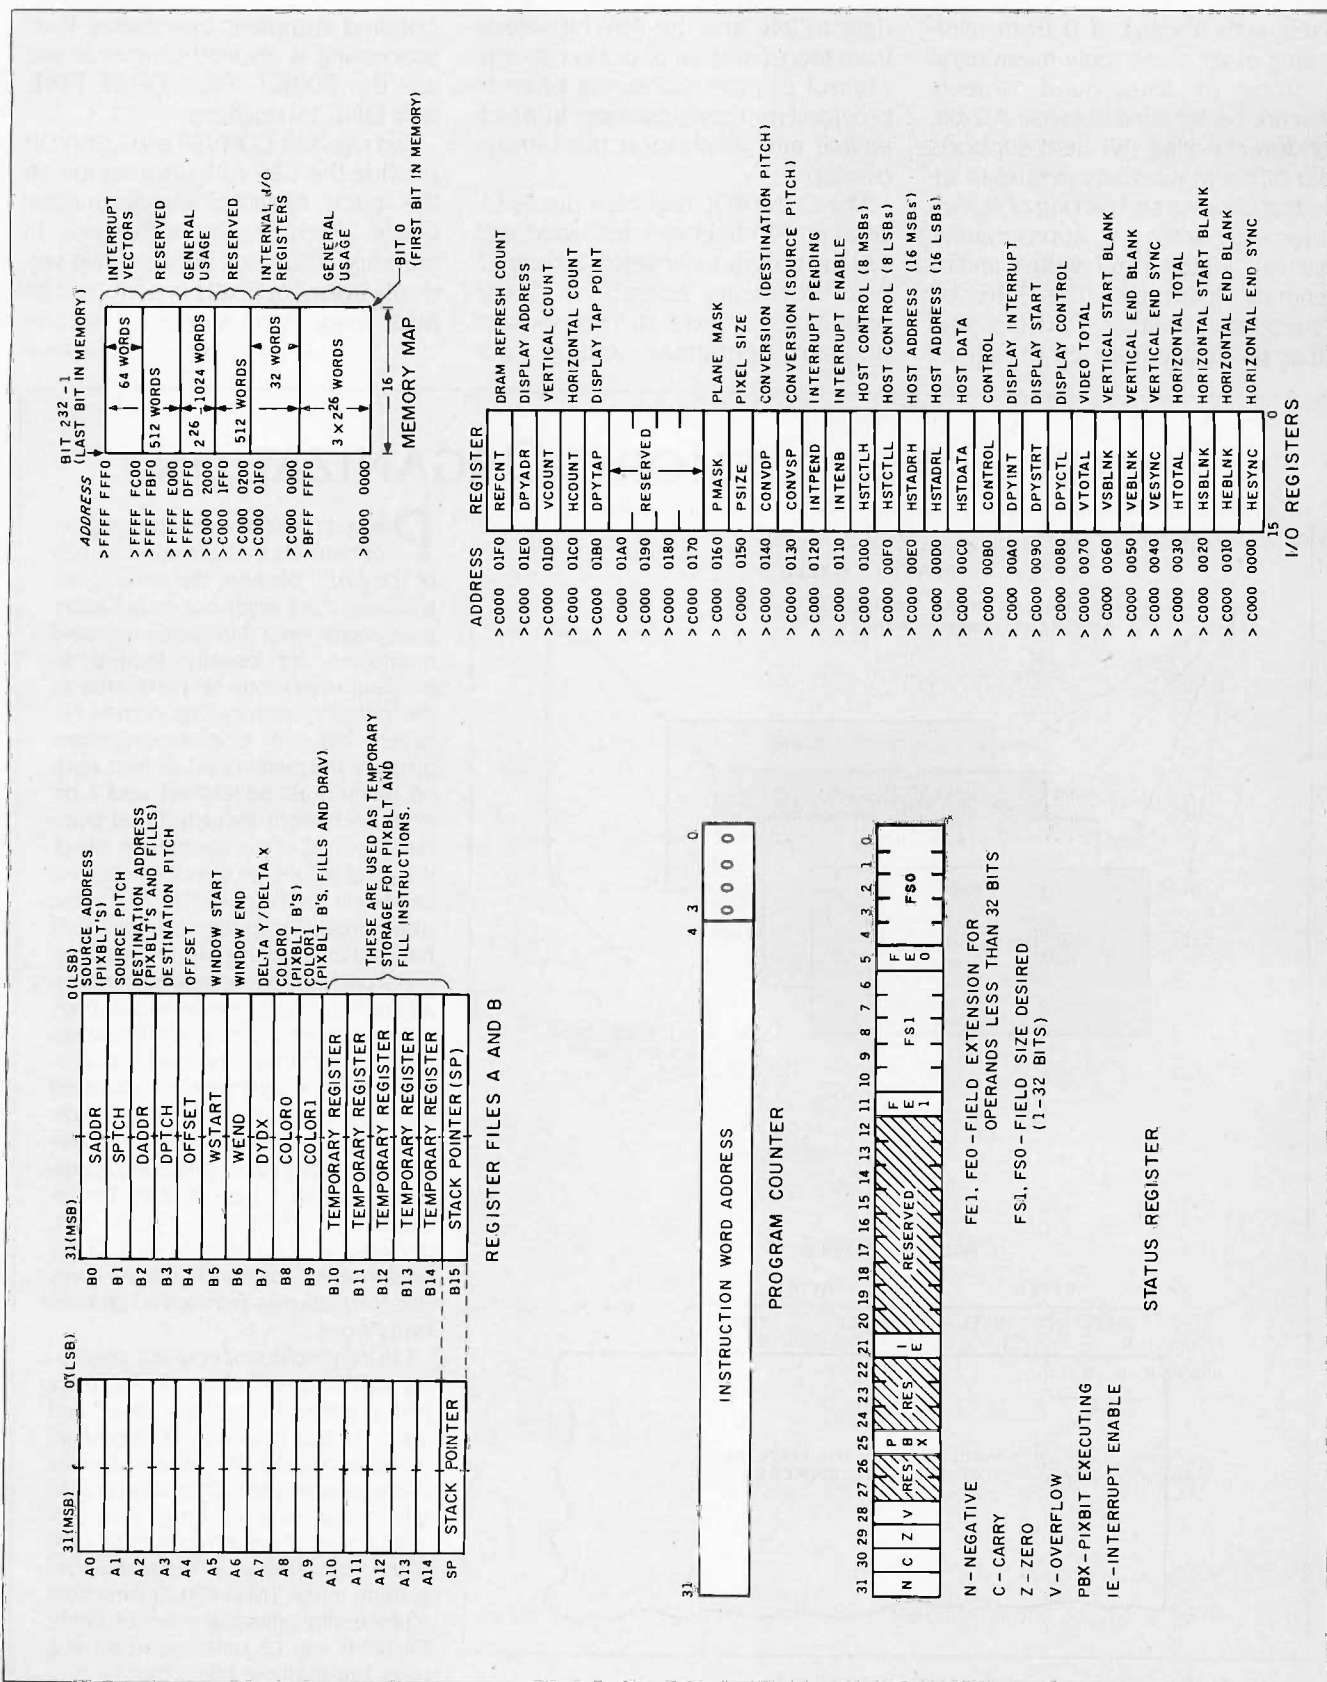 31(MSB)
0(LSB)
A0
A1
A2
A3
A4
A5
A6
A7
A8
A9
A10
A11
A12
A13
A14
SP STACK POINTER
31(MSB)
0(LSB)
B0 SADDR SOURCE ADDRESS (PIXBLT'S)
B1 SPTCH SOURCE PITCH
B2 DADDR DESTINATION ADDRESS (PIXBLT'S AND FILLS)
B3 DPTCH DESTINATION PITCH
B4 OFFSET OFFSET
B5 WSTART WINDOW START
B6 WEND WINDOW END
B7 DYDX DELTA Y/DELTA X
B8 COLOR0 COLOR0 (PIXBLT B'S)
B9 COLOR1 COLOR1 (PIXBLT B'S, FILLS AND DRAV)
B10 TEMPORARY REGISTER
B11 TEMPORARY REGISTER
B12 TEMPORARY REGISTER
B13 TEMPORARY REGISTER
B14 TEMPORARY REGISTER
B15 STACK POINTER (SP)
THESE ARE USED AS TEMPORARY
STORAGE FOR PIXBLT AND
FILL INSTRUCTIONS.
REGISTER FILES A AND B
BIT 232-1
(LAST BIT IN MEMORY)
ADDRESS
>FFFF FFF0
>FFFF FC00
>FFFF FBF0
>FFFF E000
>FFFF DFF0
>C000 2000
>C000 1FF0
>C000 0200
>C000 01F0
>C000 0000
>BFFF FFF0
>0000 0000
64 WORDS
INTERRUPT VECTORS
512 WORDS
RESERVED
2 26-1024 WORDS
GENERAL USAGE
512 WORDS
RESERVED
32 WORDS
INTERNAL I/O REGISTERS
3 x 2 26 WORDS
GENERAL USAGE
16
BIT 0
(FIRST BIT IN MEMORY)
MEMORY MAP
31
4 3
0
INSTRUCTION WORD ADDRESS
0 0 0 0
PROGRAM COUNTER
31 30 29 28 27 26 25 24 23 22 21 20 19 18 17 16 15 14 13 12 11 10 9 8 7 6 5 4 3 2 1 0
N C Z V RES PBX RES IE RESERVED FE1 FS1 FE0 FS0
N-NEGATIVE
C-CARRY
Z-ZERO
V-OVERFLOW
PBX-PIXBIT EXECUTING
IE-INTERRUPT ENABLE
FE1, FE0-FIELD EXTENSION FOR
OPERANDS LESS THAN 32 BITS
FS1, FS0-FIELD SIZE DESIRED
(1-32 BITS)
STATUS REGISTER
ADDRESS REGISTER
>C000 01F0 REFCNT DRAM REFRESH COUNT
>C000 01E0 DPYADR DISPLAY ADDRESS
>C000 01D0 VCOUNT VERTICAL COUNT
>C000 01C0 HCOUNT HORIZONTAL COUNT
>C000 01B0 DPYTAP DISPLAY TAP POINT
>C000 01A0
>C000 0190 RESERVED
>C000 0180
>C000 0170
>C000 0160 PMASK PLANE MASK
>C000 0150 PSIZE PIXEL SIZE
>C000 0140 CONVDP CONVERSION (DESTINATION PITCH)
>C000 0130 CONVSP CONVERSION (SOURCE PITCH)
>C000 0120 INTPEND INTERRUPT PENDING
>C000 0110 INTENB INTERRUPT ENABLE
>C000 0100 HSTCTLH HOST CONTROL (8 MSBs)
>C000 00F0 HSTCTLL HOST CONTROL (8 LSBs)
>C000 00E0 HSTADRH HOST ADDRESS (16 MSBs)
>C000 00D0 HSTADRL HOST ADDRESS (16 LSBs)
>C000 00C0 HSTDATA HOST DATA
>C000 00B0 CONTROL CONTROL
>C000 00A0 DPYINT DISPLAY INTERRUPT
>C000 0090 DPYSTRT DISPLAY START
>C000 0080 DPYCTL DISPLAY CONTROL
>C000 0070 VTOTAL VIDEO TOTAL
>C000 0060 VSBLNK VERTICAL START BLANK
>C000 0050 VEBLNK VERTICAL END BLANK
>C000 0040 VESYNC VERTICAL END SYNC
>C000 0030 HTOTAL HORIZONTAL TOTAL
>C000 0020 HSBLNK HORIZONTAL START BLANK
>C000 0010 HEBLNK HORIZONTAL END BLANK
>C000 0000 HESYNC HORIZONTAL END SYNC
15
0
I/O REGISTERS